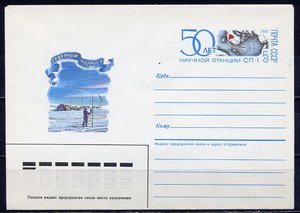 СЕВЕРНЫЙ ПОЛЮС
50 ЛЕТ
НАУЧНОЙ СТАНЦИИ СП-1
ПОЧТА СССР
Куда
Кому
Индекс предприятия связи и адрес отправителя
Пишите индекс предприятия связи места назначения